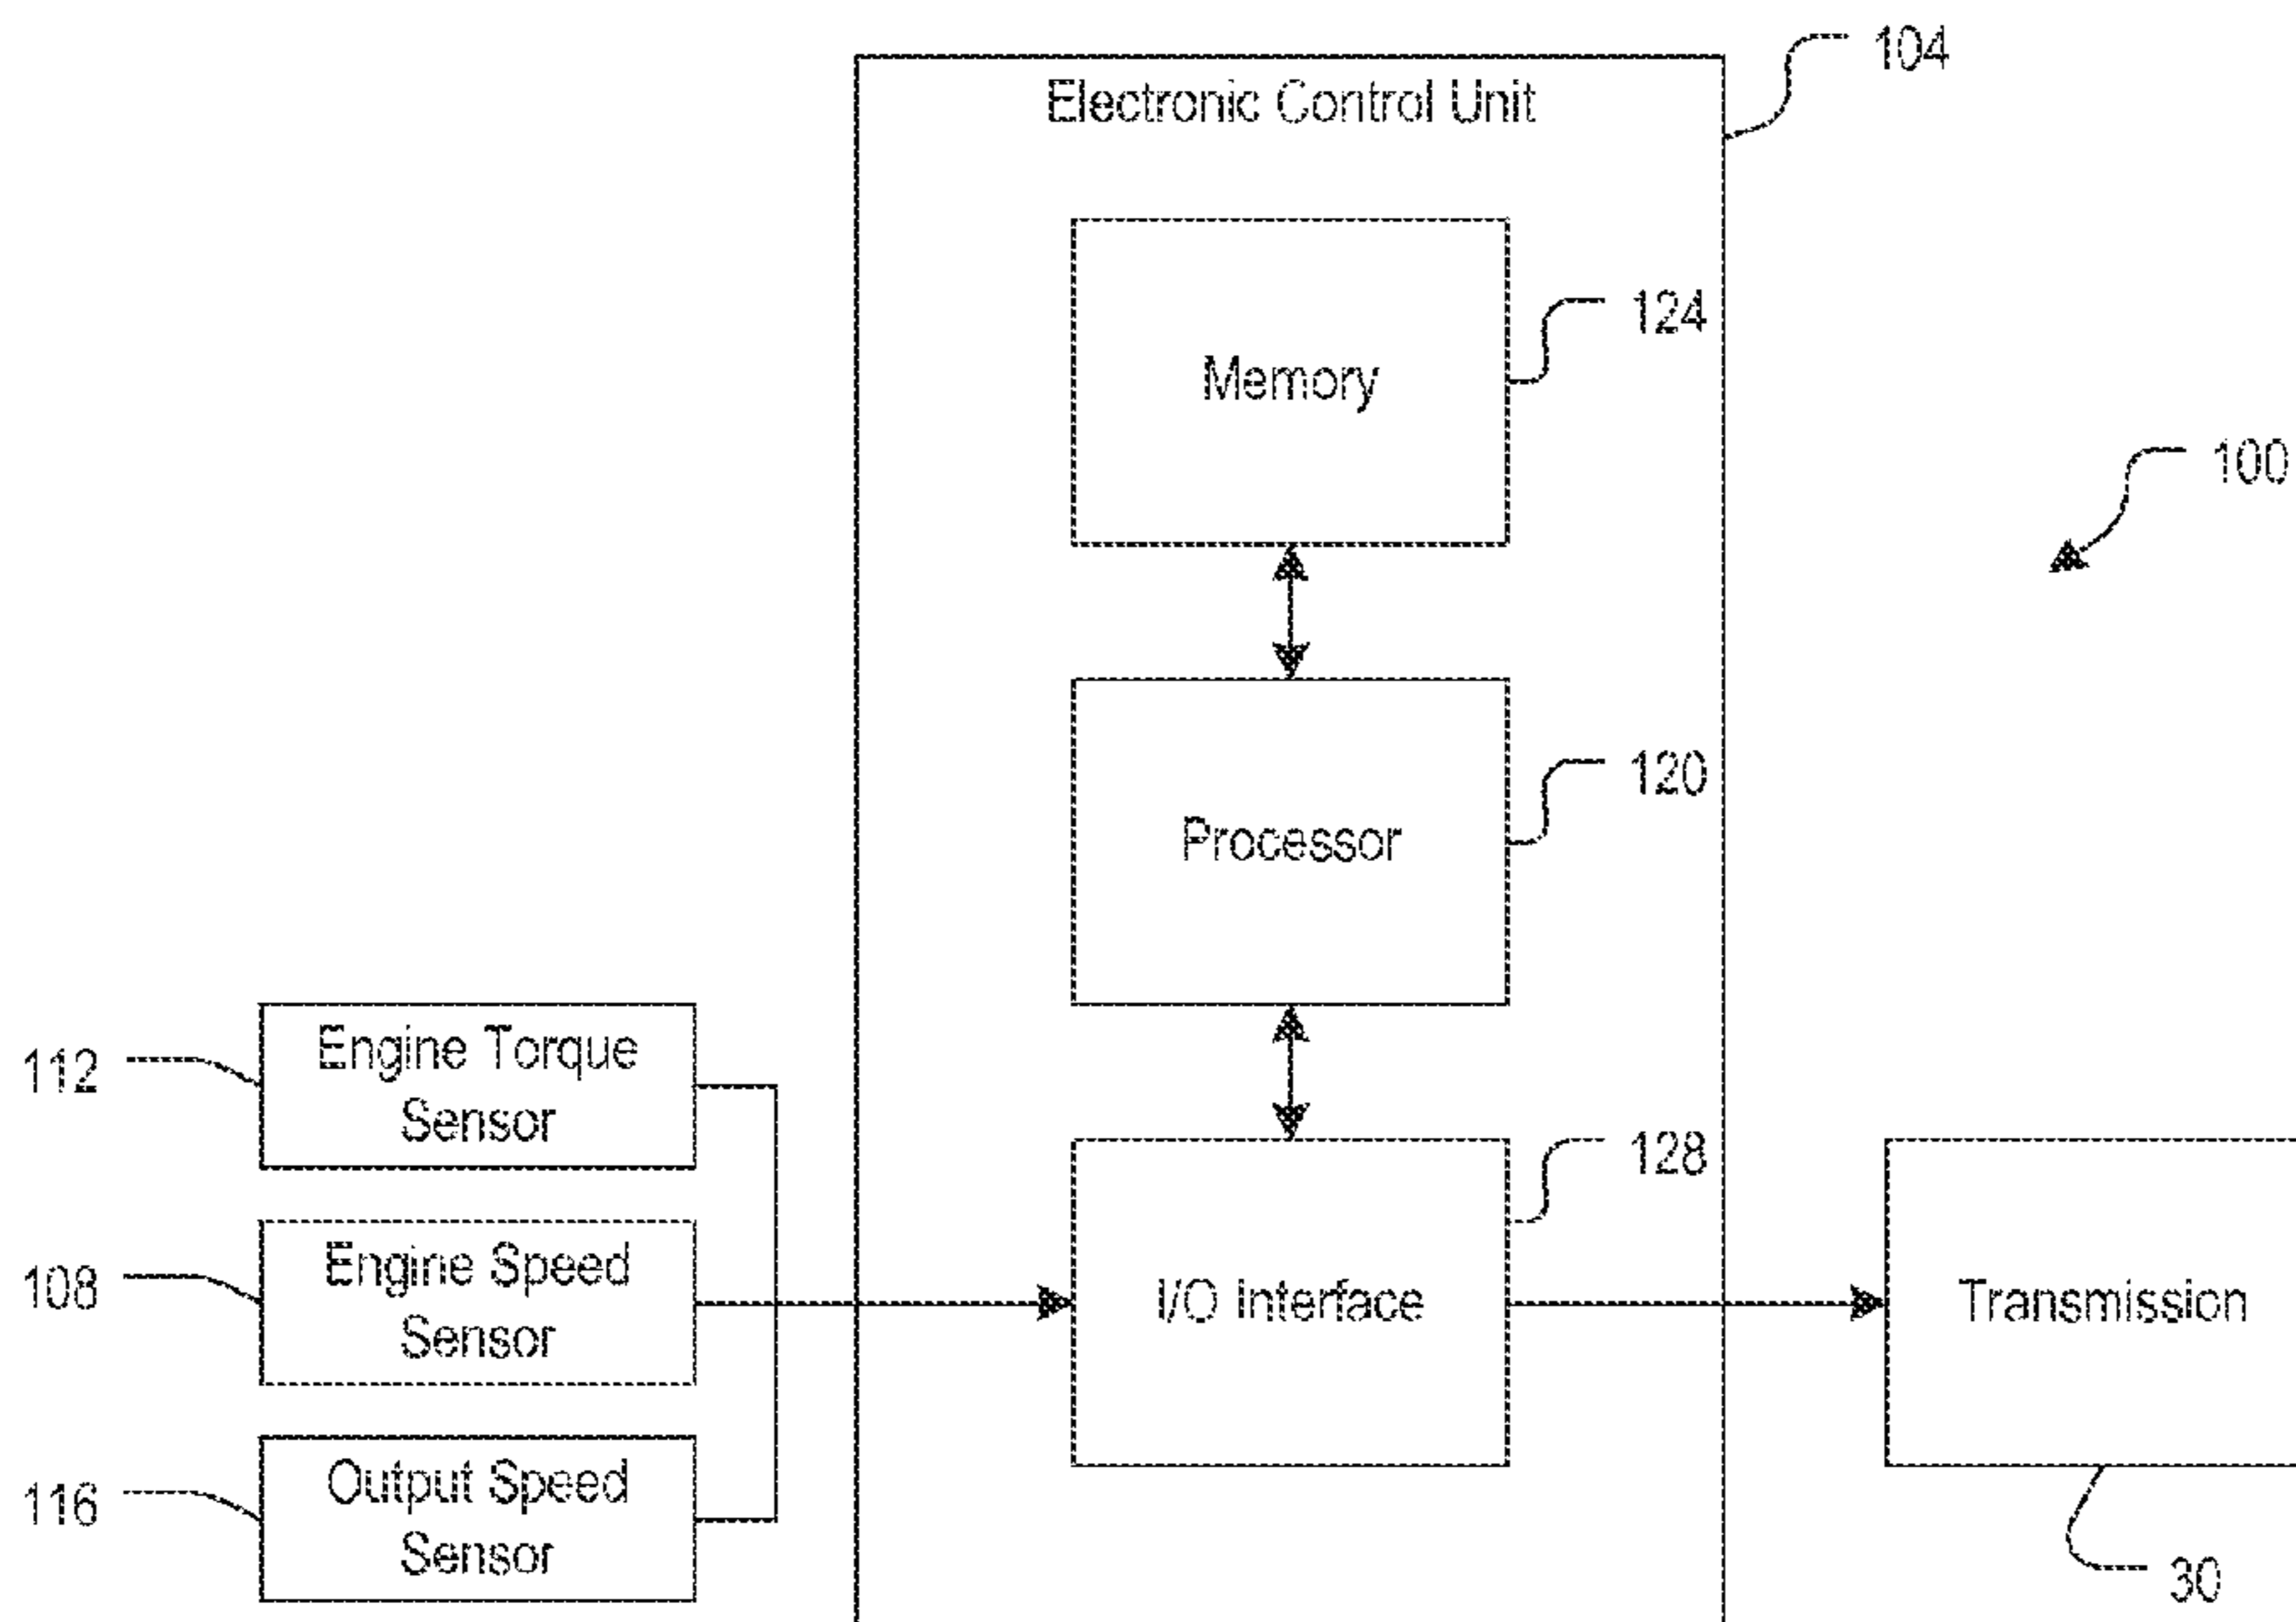 104
Electronic Control Unit
124
Memory
100
120
Processor
112
Engine Torque
Sensor
128
108
Engine Speed
Sensor
I/O Interface
Transmission
116
Output Speed
Sensor
30